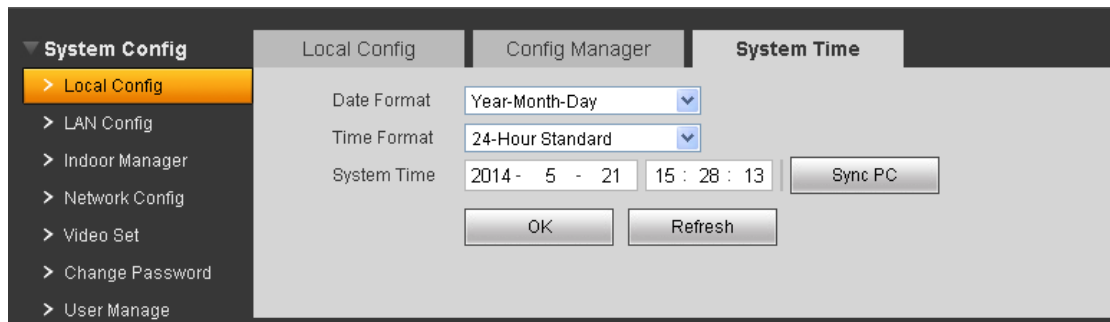 System Config
Local Config
LAN Config
Indoor Manager
Network Config
Video Set
Change Password
User Manage
Local Config Config Manager System Time
Date Format Year-Month-Day
Time Format 24-Hour Standard
System Time 2014 - 5 - 21 15 : 28 : 13 Sync PC
OK Refresh